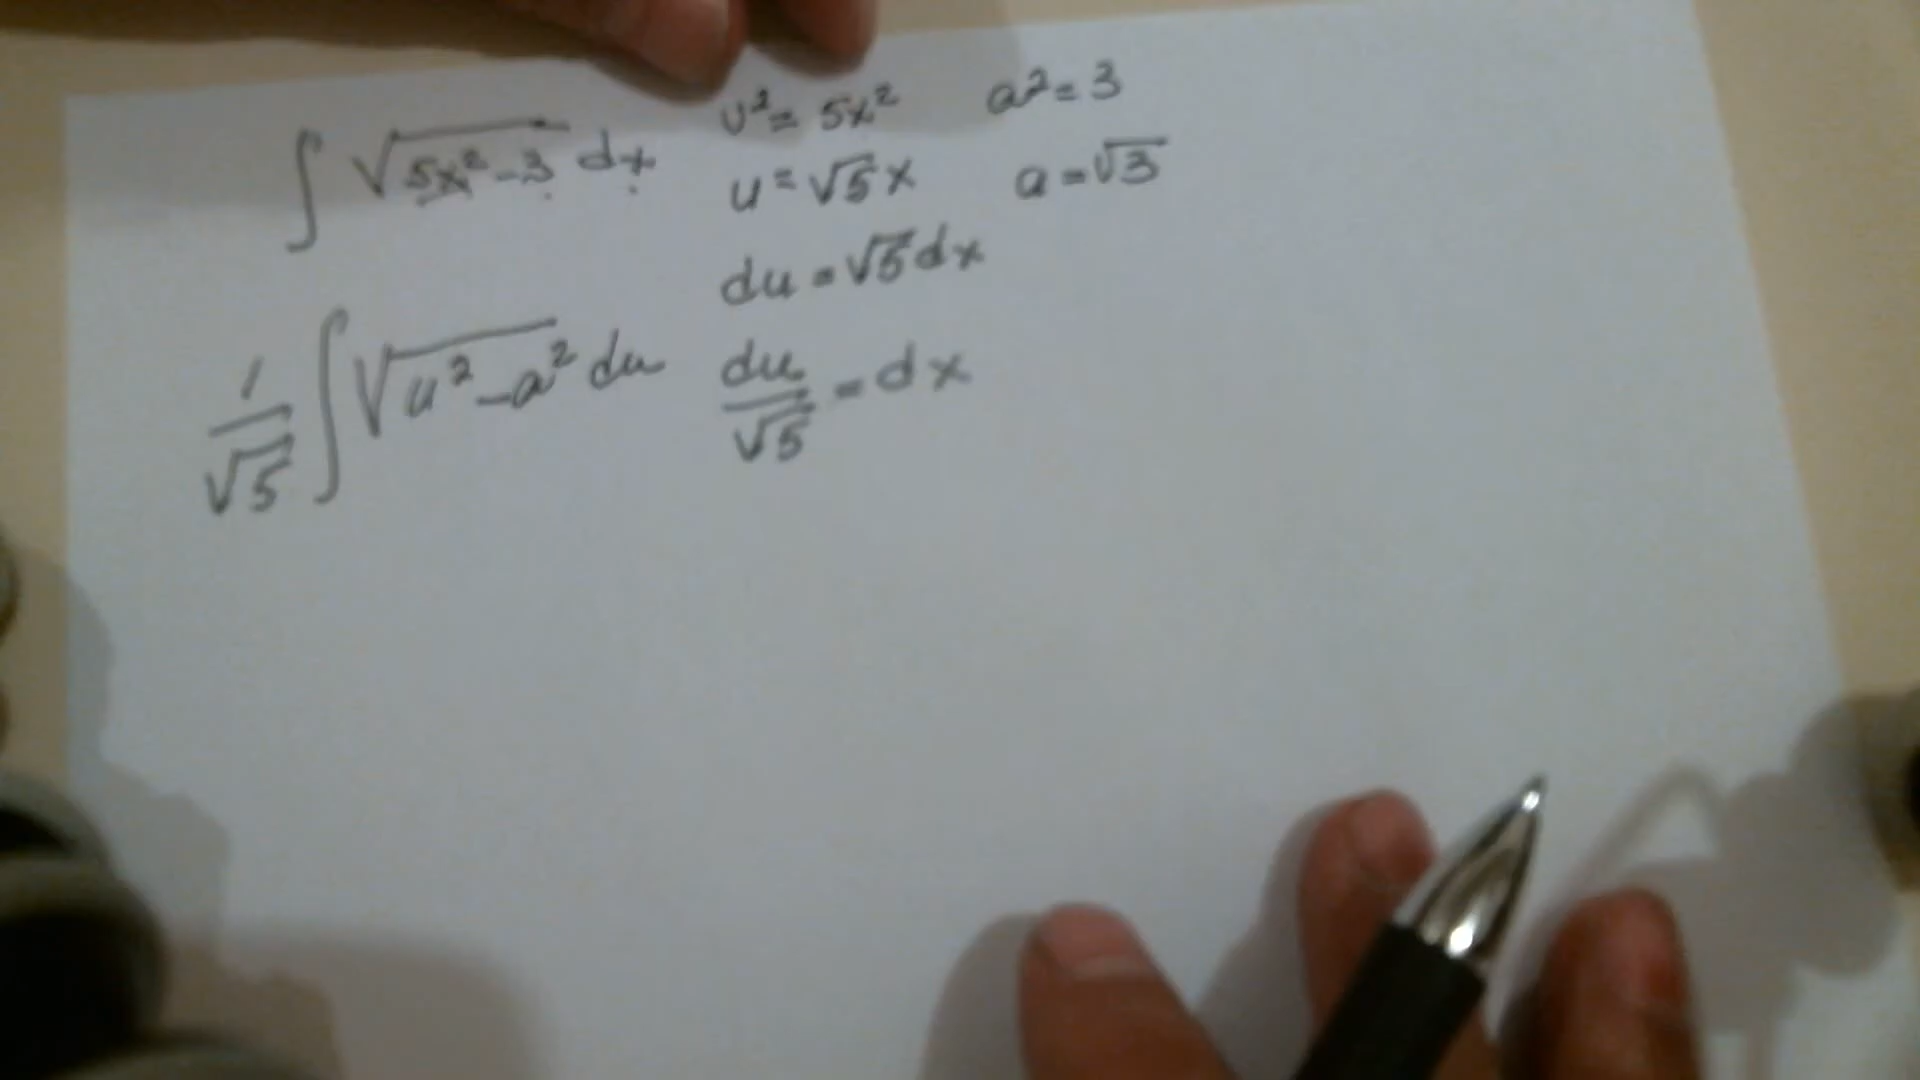 ∫ √(5x² - 3) dx
u² = 5x²
u = √5 x
du = √5 dx
du/√5 = dx
a² = 3
a = √3
1/√5 ∫ √(u² - a²) du